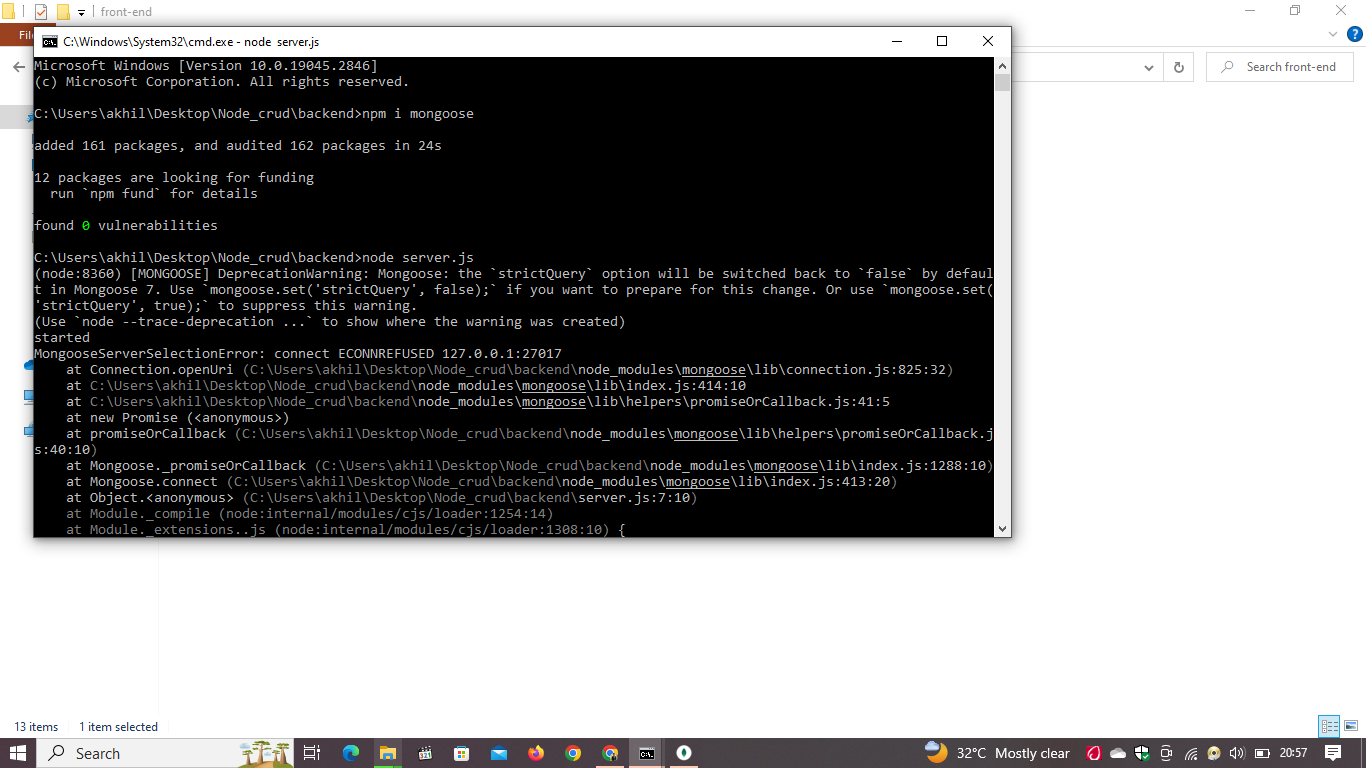 front-end
C:\Windows\System32\cmd.exe - node  server.js
Fil
Microsoft Windows [Version 10.0.19045.2846]
(c) Microsoft Corporation. All rights reserved.
Search front-end
C:\Users\akhil\Desktop\Node_crud\backend>npm i mongoose
added 161 packages, and audited 162 packages in 24s
12 packages are looking for funding
  run `npm fund` for details
found 0 vulnerabilities
C:\Users\akhil\Desktop\Node_crud\backend>node server.js
(node:8360) [MONGOOSE] DeprecationWarning: Mongoose: the `strictQuery` option will be switched back to `false` by defaul
t in Mongoose 7. Use `mongoose.set('strictQuery', false);` if you want to prepare for this change. Or use `mongoose.set(
'strictQuery', true);` to suppress this warning.
(Use `node --trace-deprecation ...` to show where the warning was created)
started
MongooseServerSelectionError: connect ECONNREFUSED 127.0.0.1:27017
    at Connection.openUri (C:\Users\akhil\Desktop\Node_crud\backend\node_modules\mongoose\lib\connection.js:825:32)
    at C:\Users\akhil\Desktop\Node_crud\backend\node_modules\mongoose\lib\index.js:414:10
    at C:\Users\akhil\Desktop\Node_crud\backend\node_modules\mongoose\lib\helpers\promiseOrCallback.js:41:5
    at new Promise (<anonymous>)
    at promiseOrCallback (C:\Users\akhil\Desktop\Node_crud\backend\node_modules\mongoose\lib\helpers\promiseOrCallback.j
s:40:10)
    at Mongoose._promiseOrCallback (C:\Users\akhil\Desktop\Node_crud\backend\node_modules\mongoose\lib\index.js:1288:10)
    at Mongoose.connect (C:\Users\akhil\Desktop\Node_crud\backend\node_modules\mongoose\lib\index.js:413:20)
    at Object.<anonymous> (C:\Users\akhil\Desktop\Node_crud\backend\server.js:7:10)
    at Module._compile (node:internal/modules/cjs/loader:1254:14)
    at Module._extensions..js (node:internal/modules/cjs/loader:1308:10) {
13 items
1 item selected
Search
32°C Mostly clear
20:57